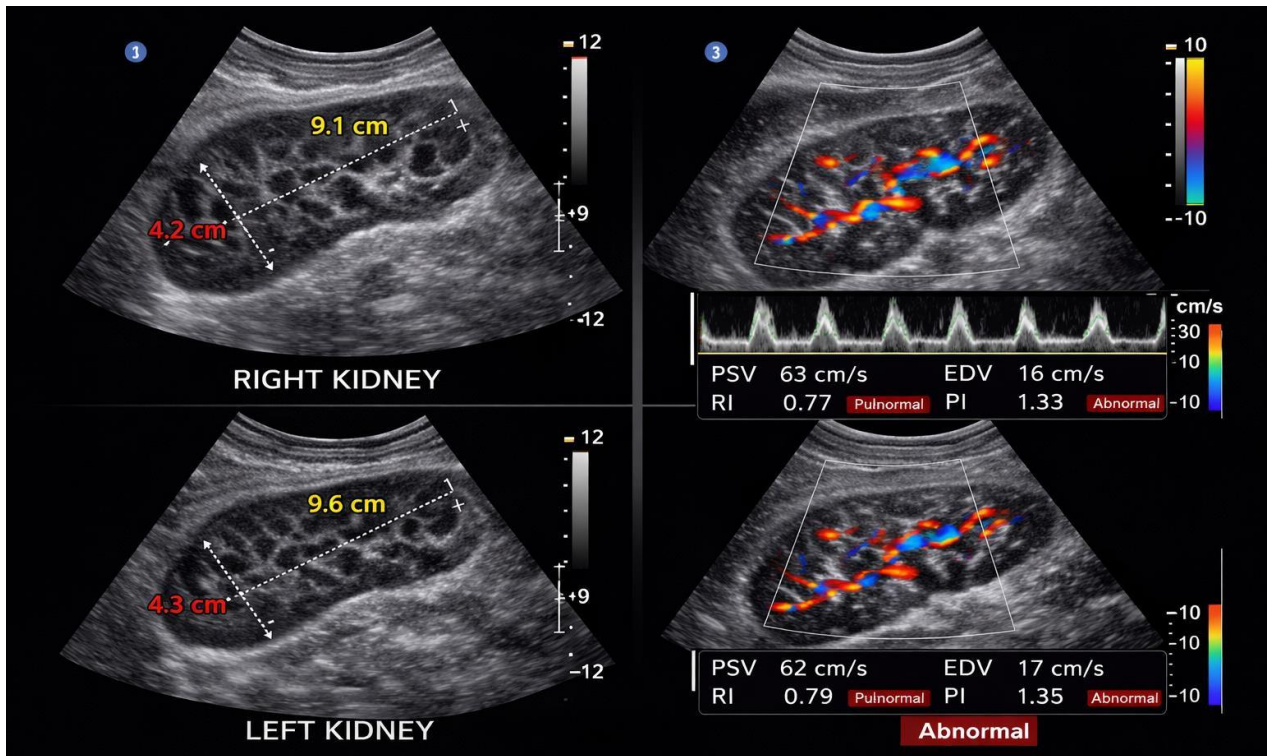 3
12
9.1 cm
4.2 cm
+9
-12
RIGHT KIDNEY
3
10
--10
cm/s
30
-10
-10
PSV 63 cm/s EDV 16 cm/s
RI 0.77 Pulnormal PI 1.33 Abnormal
12
9.6 cm
4.3 cm
+9
-12
LEFT KIDNEY
-10
-10
-10
PSV 62 cm/s EDV 17 cm/s
RI 0.79 Pulnormal PI 1.35 Abnormal
Abnormal